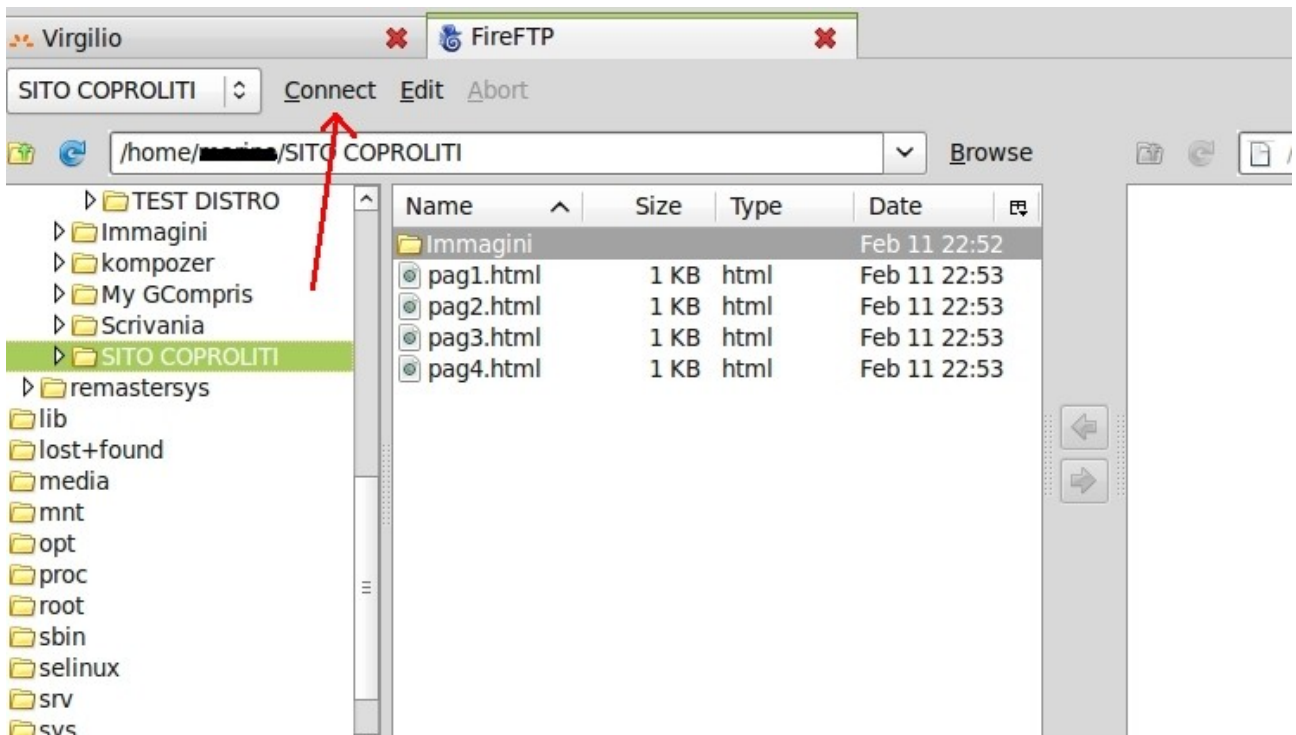 Virgilio
FireFTP
SITO COPROLITI
Connect Edit Abort
/home/ /SITO COPROLITI
Browse
/
TEST DISTRO
Immagini
kompozer
My GCompris
Scrivania
SITO COPROLITI
remastersys
lib
lost+found
media
mnt
opt
proc
root
sbin
selinux
srv
sys
Name Size Type Date
Immagini Feb 11 22:52
pag1.html 1 KB html Feb 11 22:53
pag2.html 1 KB html Feb 11 22:53
pag3.html 1 KB html Feb 11 22:53
pag4.html 1 KB html Feb 11 22:53